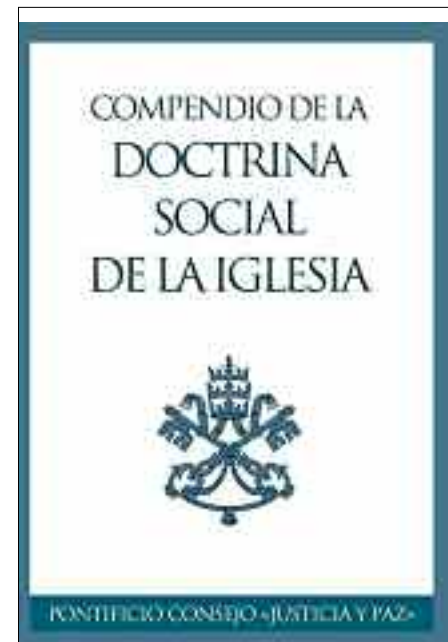 COMPENDIO DE LA
DOCTRINA
SOCIAL
DE LA IGLESIA
PONTIFICIO CONSEJO «JUSTICIA Y PAZ»